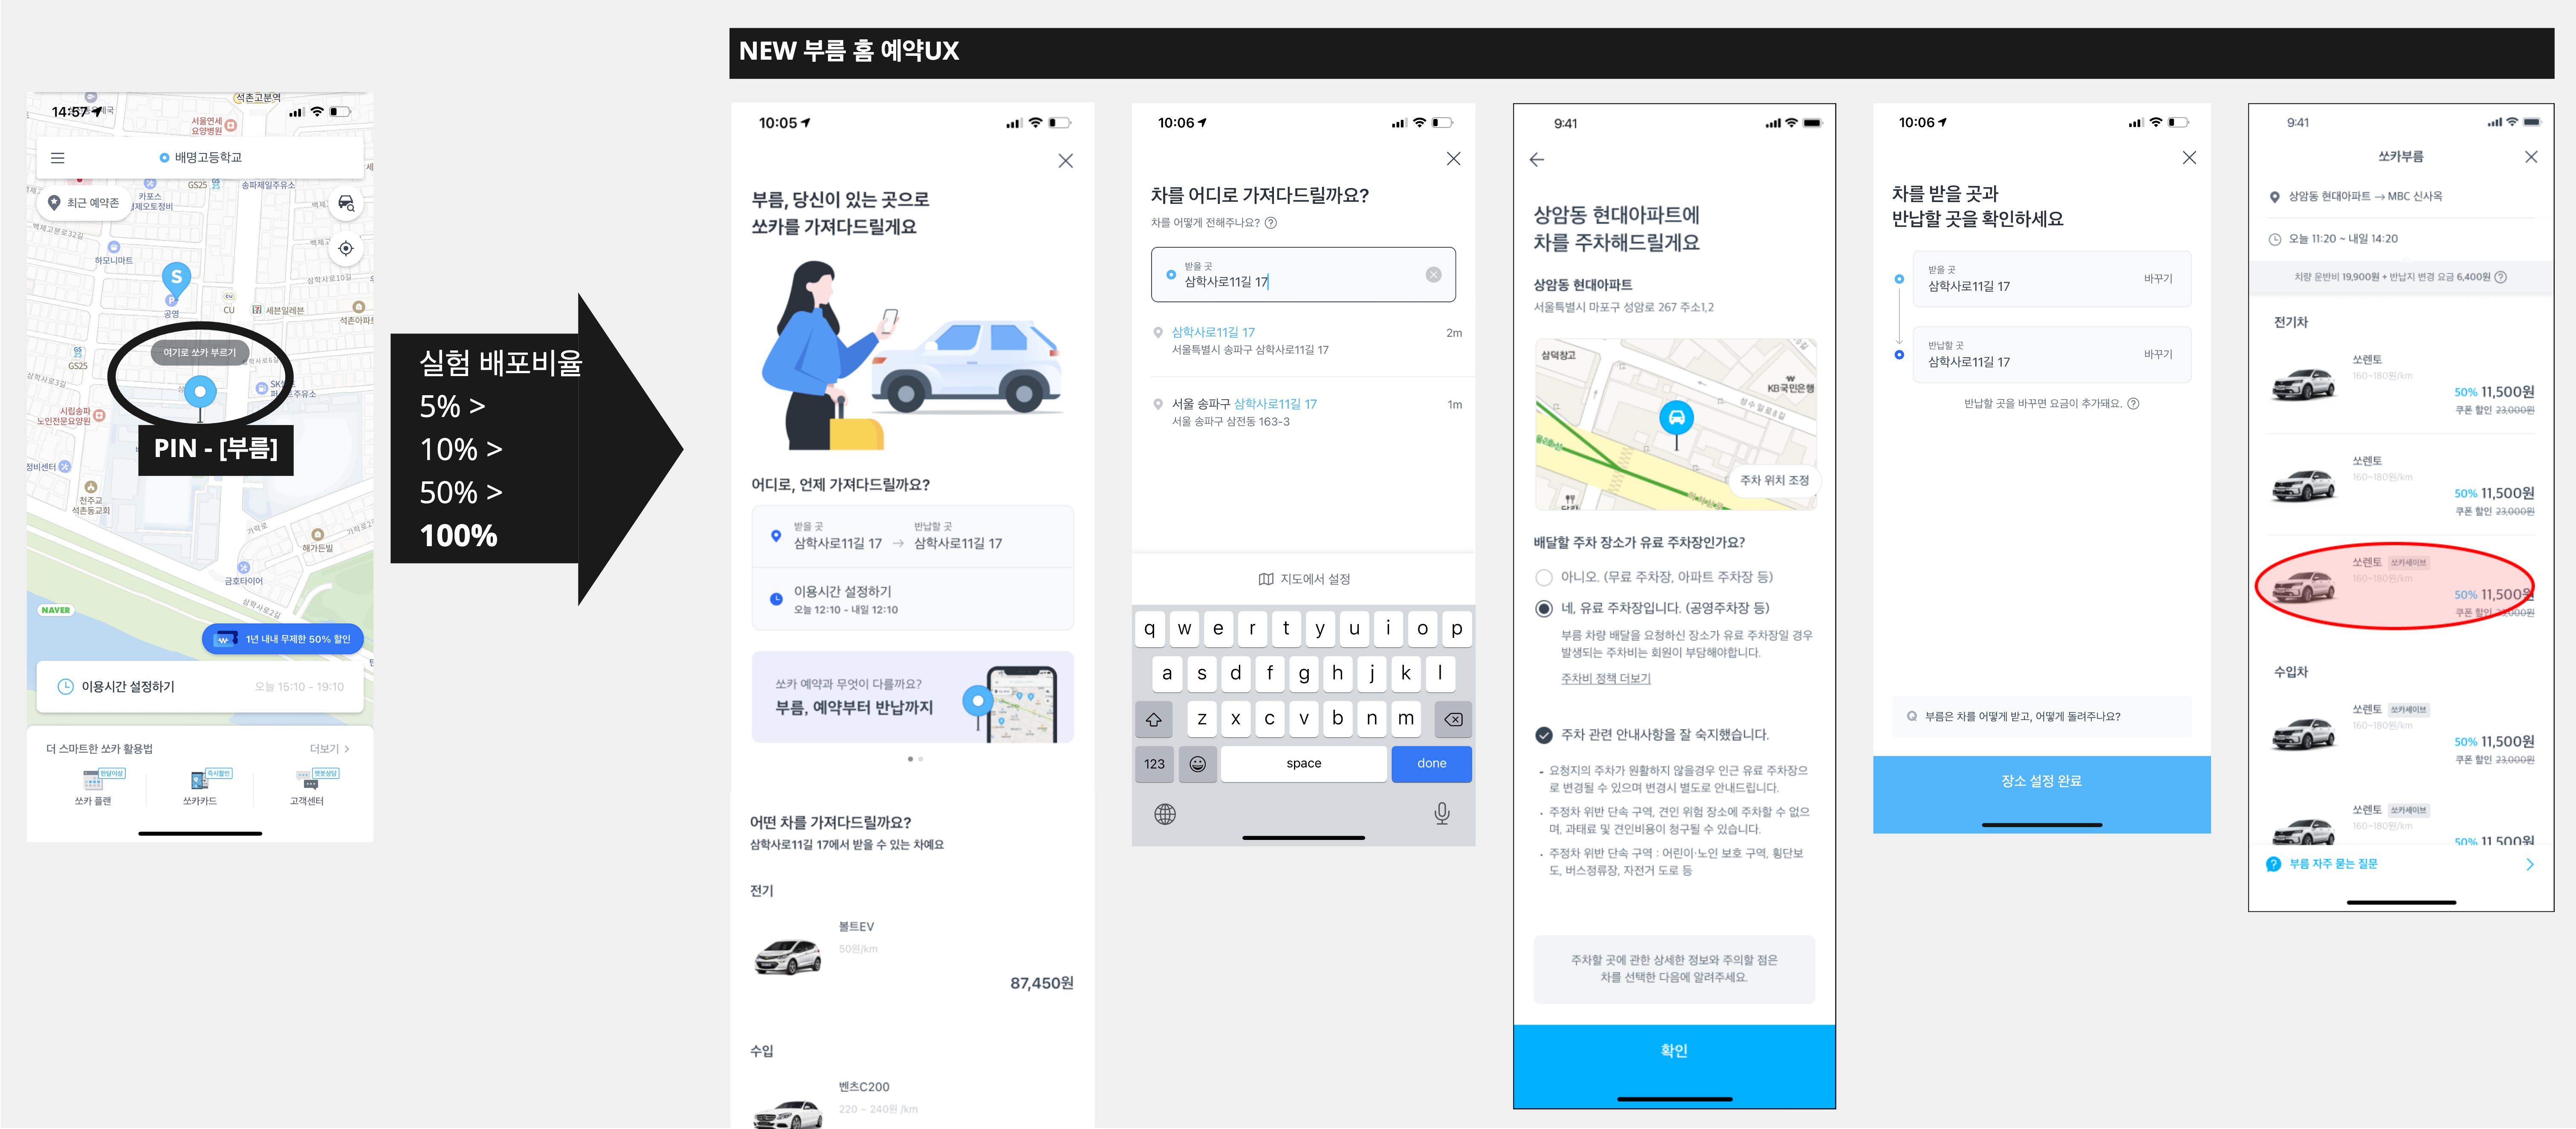 NEW 부름 홈 예약UX
석촌고분역
14:57
서울연세
요양병원
배명고등학교
GS25
송파제일주유소
카포스
최근 예약존
백제고분로32길
하모니마트
삼학사로10길
S
P
공영
CU
CU
세븐일레븐
여기로 쏘카 부르기
GS25
삼학사로3길
시립송파
노인전문요양원
PIN - [부름]
정비센터
천주교
석촌동교회
가락로
해가든빌
금호타이어
삼학사로2길
NAVER
1년 내내 무제한 50% 할인
이용시간 설정하기
오늘 15:10 - 19:10
더 스마트한 쏘카 활용법
더보기
한달이상
즉시할인
챗봇상담
쏘카 플랜
쏘카카드
고객센터
실험 배포비율
5% >
10% >
50% >
100%
10:05
부름, 당신이 있는 곳으로
쏘카를 가져다드릴게요
어디로, 언제 가져다드릴까요?
받을 곳
반납할 곳
삼학사로11길 17 → 삼학사로11길 17
이용시간 설정하기
오늘 12:10 - 내일 12:10
쏘카 예약과 무엇이 다를까요?
부름, 예약부터 반납까지
어떤 차를 가져다드릴까요?
삼학사로11길 17에서 받을 수 있는 차예요
전기
볼트EV
50원/km
87,450원
수입
벤츠C200
220 ~ 240원 /km
10:06
차를 어디로 가져다드릴까요?
차를 어떻게 전해주나요? ?
받을 곳
삼학사로11길 17
삼학사로11길 17
2m
서울특별시 송파구 삼학사로11길 17
서울 송파구 삼학사로11길 17
1m
서울 송파구 삼전동 163-3
지도에서 설정
q w e r t y u i o p
a s d f g h j k l
z x c v b n m
123
space
done
9:41
상암동 현대아파트에
차를 주차해드릴게요
상암동 현대아파트
서울특별시 마포구 성암로 267 주소1,2
삼덕창고
KB국민은행
주차 위치 조정
배달할 주차 장소가 유료 주차장인가요?
아니오. (무료 주차장, 아파트 주차장 등)
네, 유료 주차장입니다. (공영주차장 등)
부름 차량 배달을 요청하신 장소가 유료 주차장일 경우
발생되는 주차비는 회원이 부담해야합니다.
주차비 정책 더보기
주차 관련 안내사항을 잘 숙지했습니다.
- 요청지의 주차가 원활하지 않을경우 인근 유료 주차장으
로 변경될 수 있으며 변경시 별도로 안내드립니다.
· 주정차 위반 단속 구역, 견인 위험 장소에 주차할 수 없으
며, 과태료 및 견인비용이 청구될 수 있습니다.
· 주정차 위반 단속 구역 : 어린이·노인 보호 구역, 횡단보
도, 버스정류장, 자전거 도로 등
주차할 곳에 관한 상세한 정보와 주의할 점은
차를 선택한 다음에 알려주세요.
확인
10:06
차를 받을 곳과
반납할 곳을 확인하세요
받을 곳
삼학사로11길 17
바꾸기
반납할 곳
삼학사로11길 17
바꾸기
반납할 곳을 바꾸면 요금이 추가돼요. ?
Q 부름은 차를 어떻게 받고, 어떻게 돌려주나요?
장소 설정 완료
9:41
쏘카부름
상암동 현대아파트 → MBC 신사옥
오늘 11:20 ~ 내일 14:20
차량 운반비 19,900원 + 반납지 변경 요금 6,400원 ?
전기차
쏘렌토
160~180원/km
50% 11,500원
쿠폰 할인 23,000원
쏘렌토
160~180원/km
50% 11,500원
쿠폰 할인 23,000원
쏘렌토 쏘카세이브
160~180원/km
50% 11,500원
쿠폰 할인 23,000원
수입차
쏘렌토 쏘카세이브
160~180원/km
50% 11,500원
쿠폰 할인 23,000원
쏘렌토 쏘카세이브
160~180원/km
50% 11,500원
? 부름 자주 묻는 질문